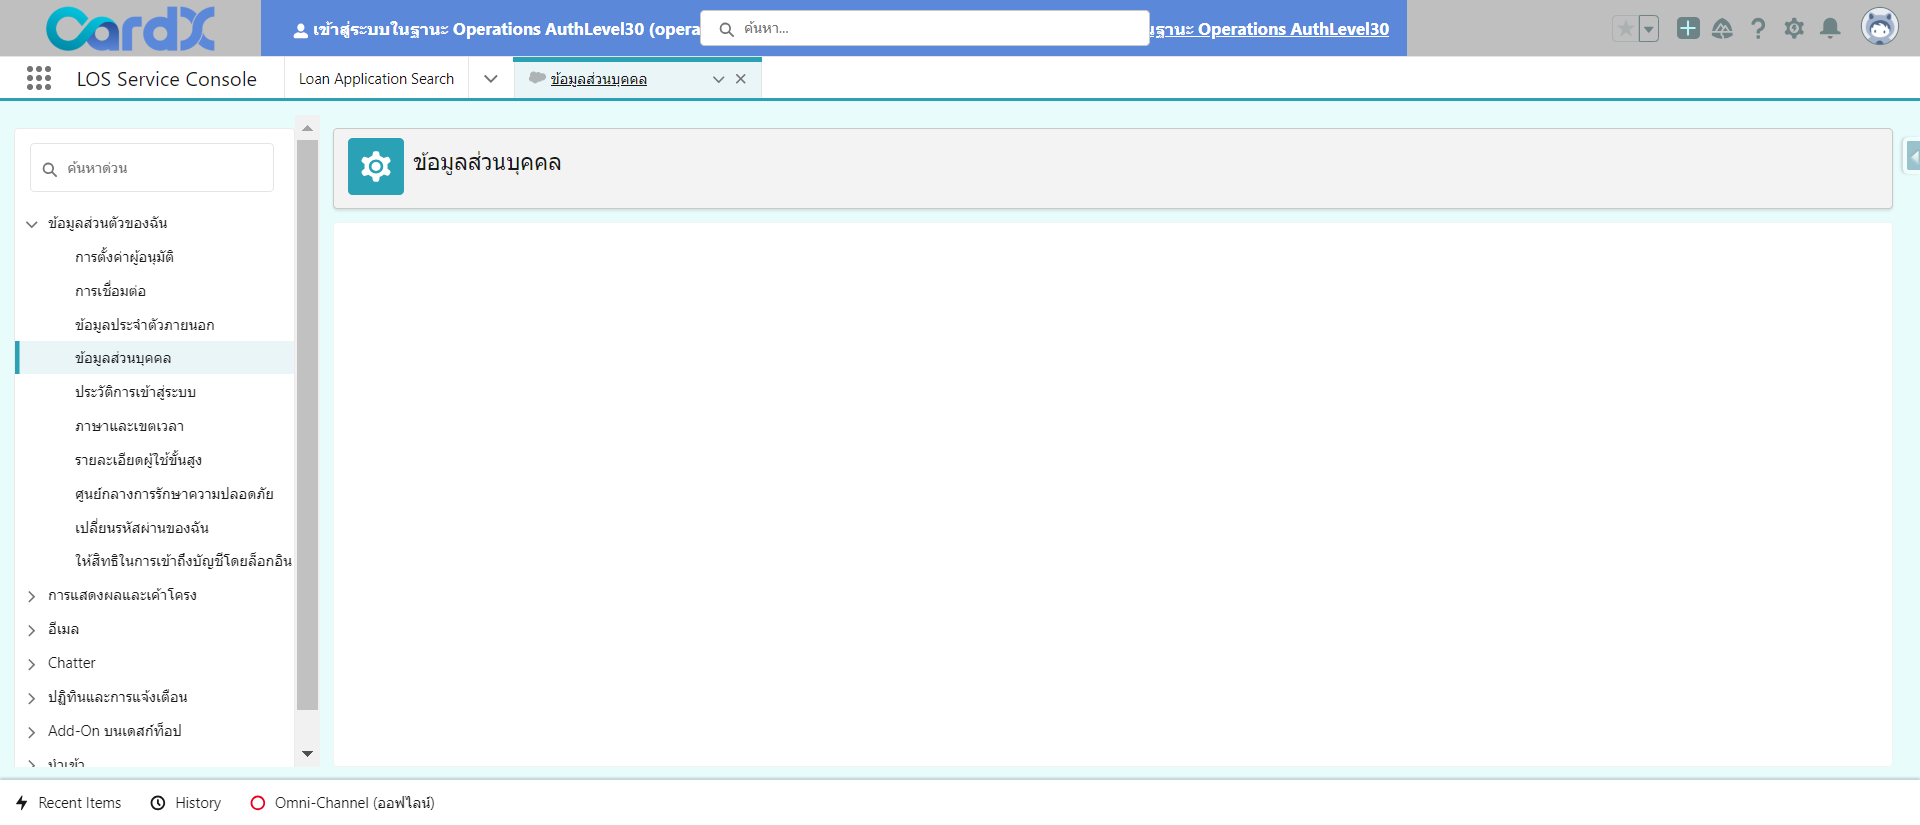 CardX
เข้าสู่ระบบในฐานะ Operations AuthLevel30 (opera
ค้นหา...
นฐานะ Operations AuthLevel30
LOS Service Console
Loan Application Search
ข้อมูลส่วนบุคคล
ค้นหาด่วน
ข้อมูลส่วนบุคคล
ข้อมูลส่วนตัวของฉัน
การตั้งค่าผู้อนุมัติ
การเชื่อมต่อ
ข้อมูลประจำตัวภายนอก
ข้อมูลส่วนบุคคล
ประวัติการเข้าสู่ระบบ
ภาษาและเขตเวลา
รายละเอียดผู้ใช้ขั้นสูง
ศูนย์กลางการรักษาความปลอดภัย
เปลี่ยนรหัสผ่านของฉัน
ให้สิทธิในการเข้าถึงบัญชีโดยล็อกอิน
การแสดงผลและเค้าโครง
อีเมล
Chatter
ปฏิทินและการแจ้งเตือน
Add-On บนเดสก์ท็อป
นำเข้า
Recent Items
History
Omni-Channel (ออฟไลน์)